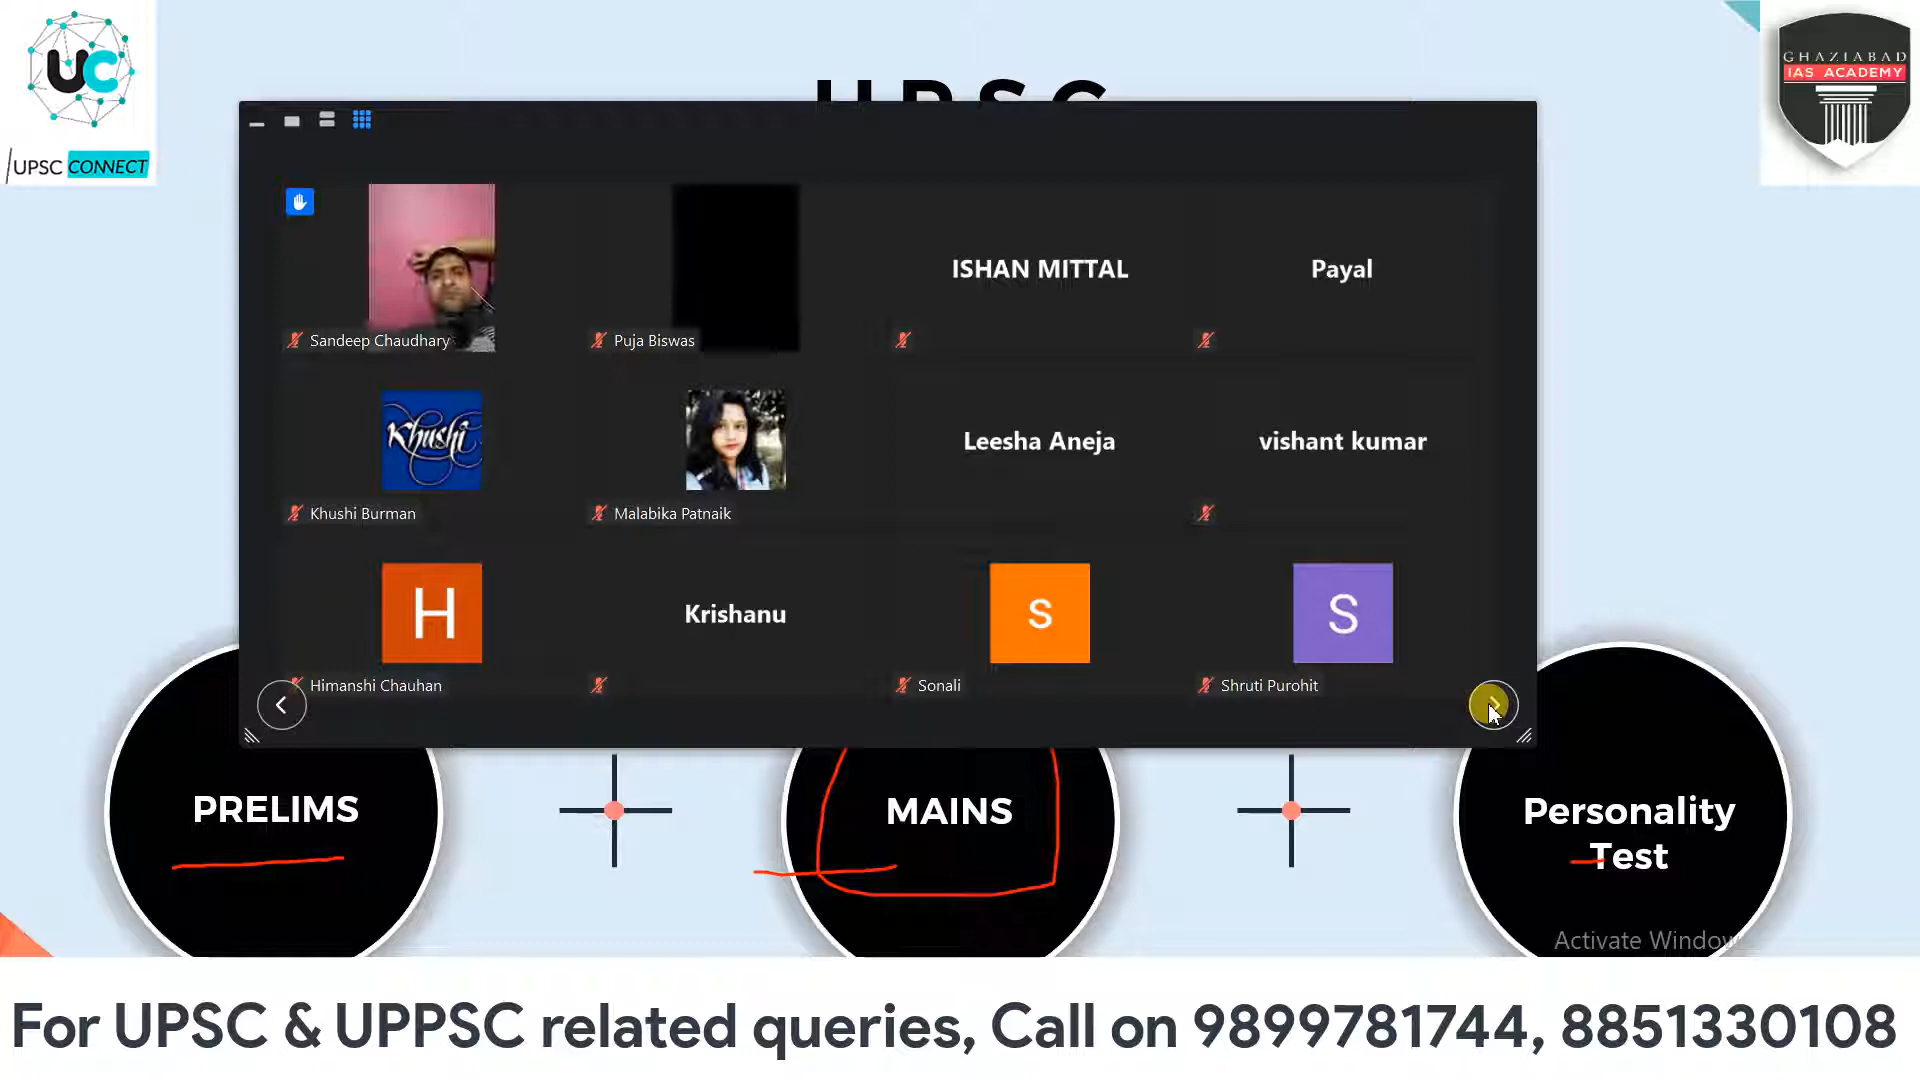 UC
UPSC CONNECT
UPSC
GHAZIABAD
IAS ACADEMY
Sandeep Chaudhary
Puja Biswas
ISHAN MITTAL
Payal
Khushi
Khushi Burman
Malabika Patnaik
Leesha Aneja
vishant kumar
H
Himanshi Chauhan
Krishanu
S
Sonali
S
Shruti Purohit
PRELIMS
MAINS
Personality
Test
Activate Window
For UPSC & UPPSC related queries, Call on 9899781744, 8851330108